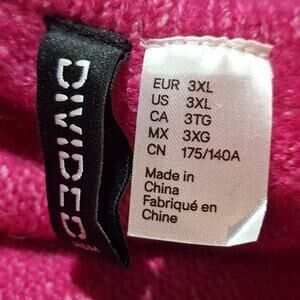 DIVIDED
H&M
EUR 3XL
US 3XL
CA 3TG
MX 3XG
CN 175/140A
Made in
China
Fabriqué en
Chine